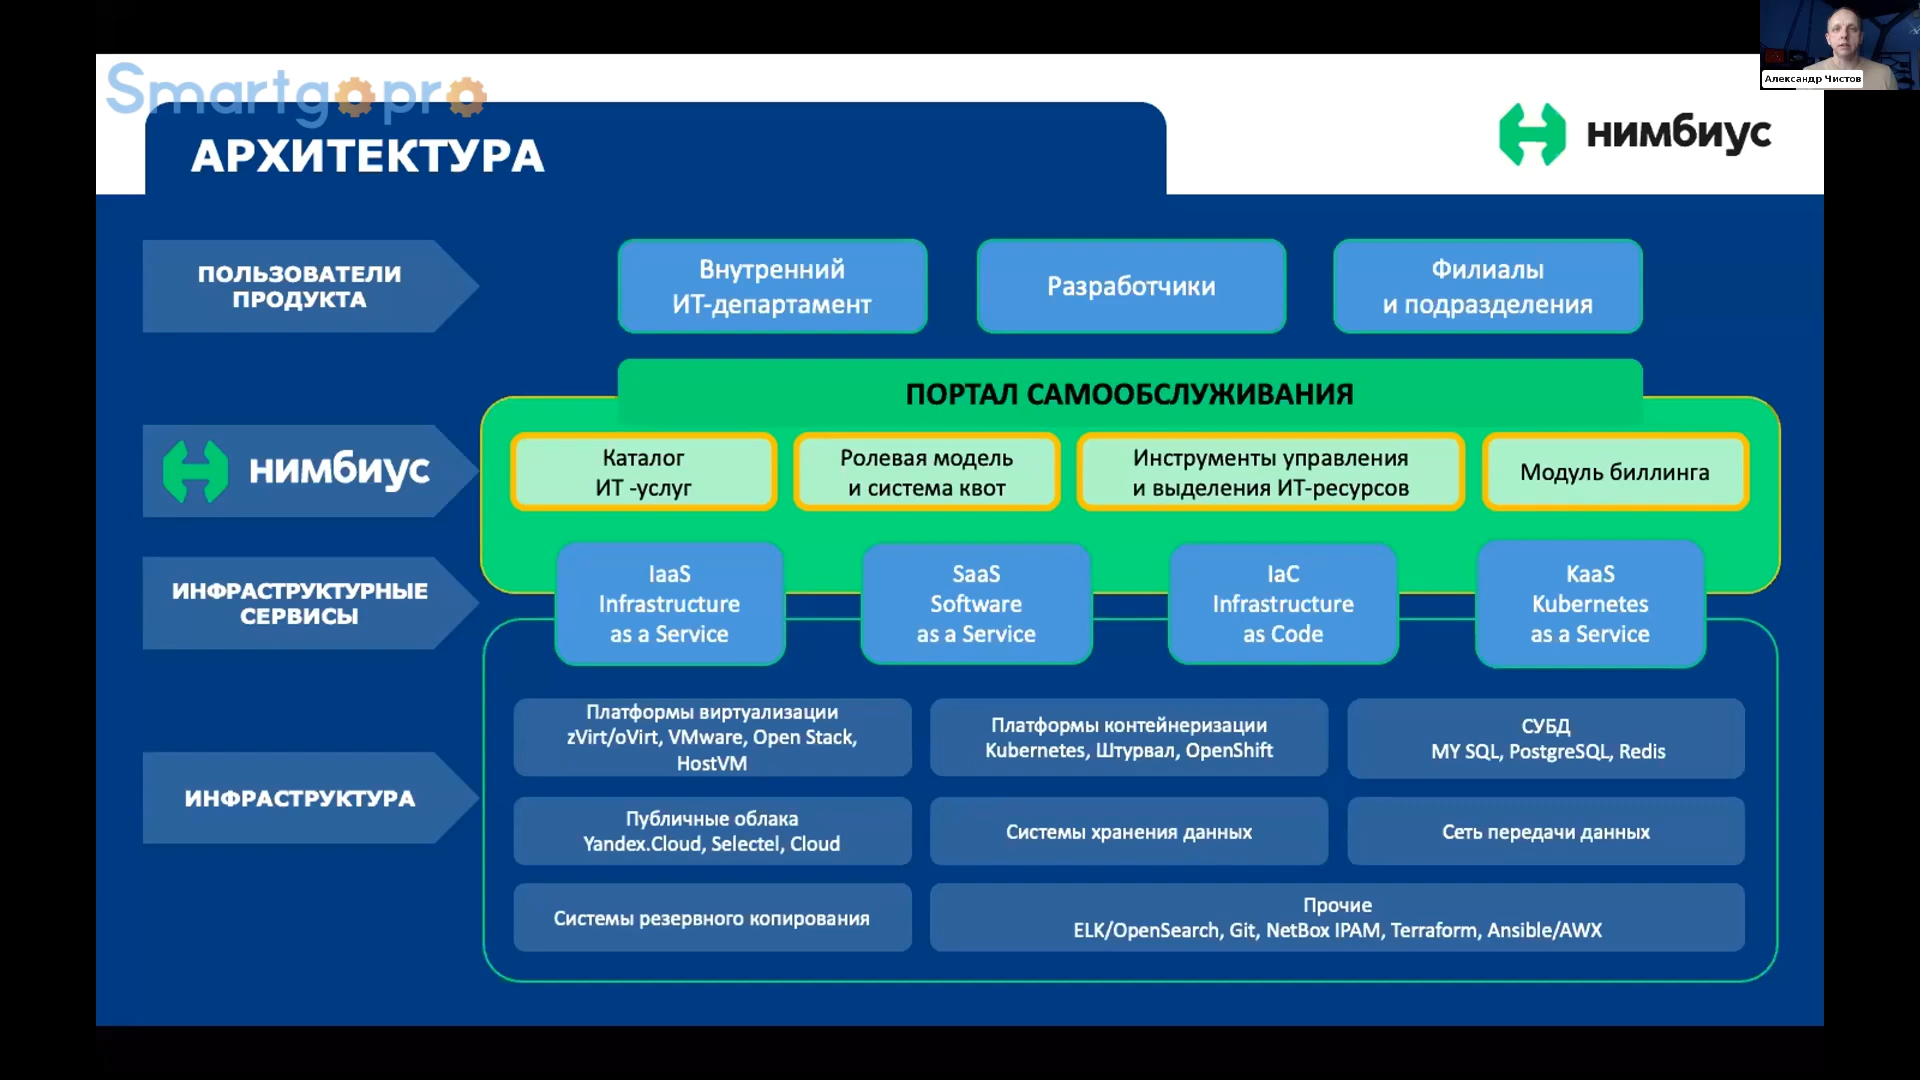 Smartgopro
Александр Чистов
АРХИТЕКТУРА
нимбиус
ПОЛЬЗОВАТЕЛИ
ПРОДУКТА
Внутренний
ИТ-департамент
Разработчики
Филиалы
и подразделения
ПОРТАЛ САМООБСЛУЖИВАНИЯ
нимбиус
Каталог
ИТ -услуг
Ролевая модель
и система квот
Инструменты управления
и выделения ИТ-ресурсов
Модуль биллинга
ИНФРАСТРУКТУРНЫЕ
СЕРВИСЫ
IaaS
Infrastructure
as a Service
SaaS
Software
as a Service
IaC
Infrastructure
as Code
KaaS
Kubernetes
as a Service
ИНФРАСТРУКТУРА
Платформы виртуализации
zVirt/oVirt, VMware, Open Stack,
HostVM
Платформы контейнеризации
Kubernetes, Штурвал, OpenShift
СУБД
MY SQL, PostgreSQL, Redis
Публичные облака
Yandex.Cloud, Selectel, Cloud
Системы хранения данных
Сеть передачи данных
Системы резервного копирования
Прочие
ELK/OpenSearch, Git, NetBox IPAM, Terraform, Ansible/AWX